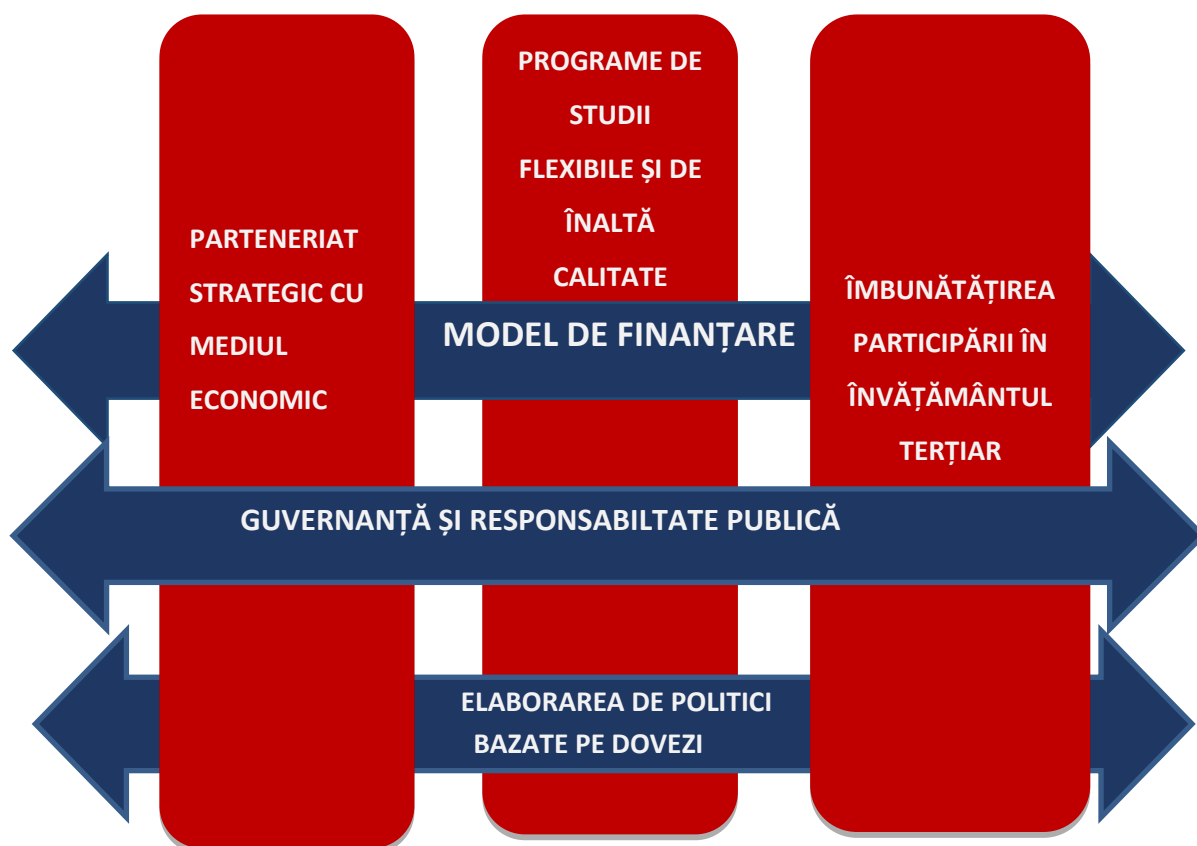 PARTENERIAT
STRATEGIC CU
MEDIUL
ECONOMIC
PROGRAME DE
STUDII
FLEXIBILE ȘI DE
ÎNALTĂ
CALITATE
ÎMBUNĂTĂȚIREA
PARTICIPĂRII ÎN
ÎNVĂȚĂMÂNTUL
TERȚIAR
MODEL DE FINANȚARE
GUVERNANȚĂ ȘI RESPONSABILTATE PUBLICĂ
ELABORAREA DE POLITICI
BAZATE PE DOVEZI